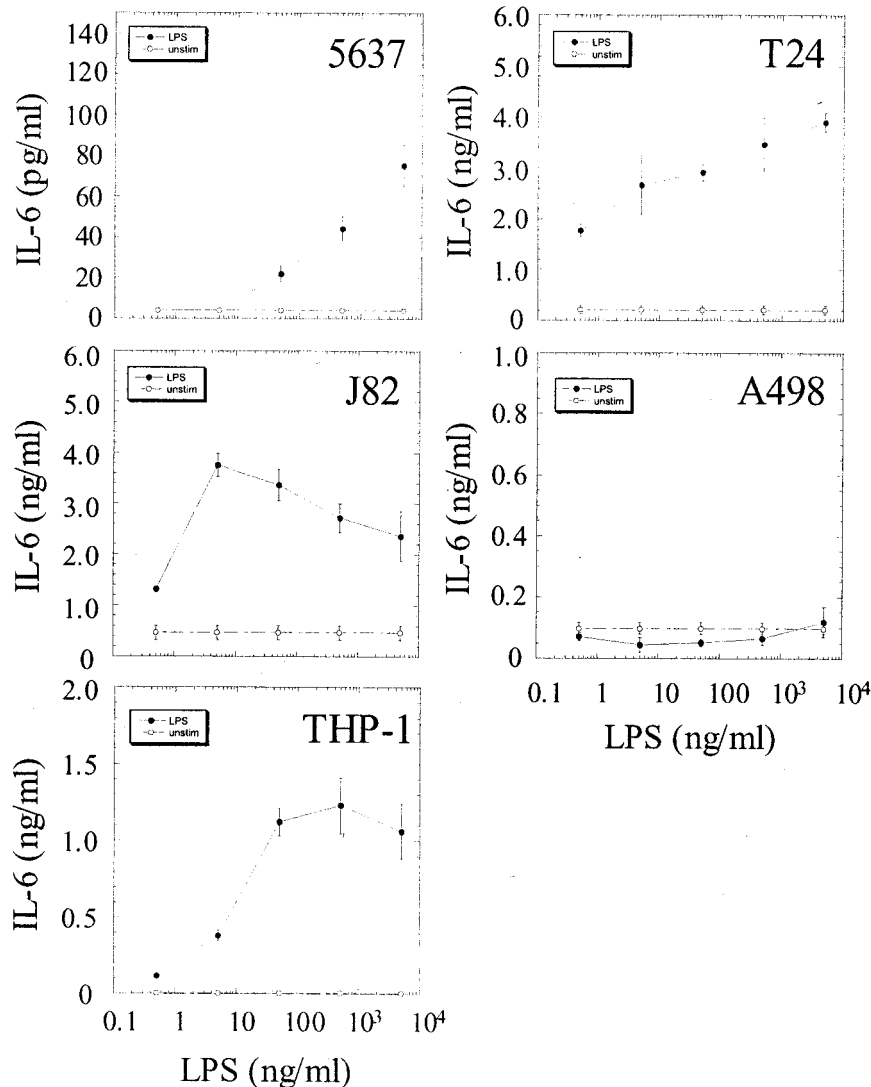 LPS
unstim
5637
140
120
100
80
60
40
20
0
IL-6 (pg/ml)
LPS
unstim
T24
6.0
5.0
4.0
3.0
2.0
1.0
0
IL-6 (ng/ml)
LPS
unstim
J82
6.0
5.0
4.0
3.0
2.0
1.0
0
IL-6 (ng/ml)
LPS
unstim
A498
1.0
0.8
0.6
0.4
0.2
0
IL-6 (ng/ml)
0.1 1 10 100 10³ 10⁴
LPS (ng/ml)
LPS
unstim
THP-1
2.0
1.5
1.0
0.5
0
IL-6 (ng/ml)
0.1 1 10 100 10³ 10⁴
LPS (ng/ml)